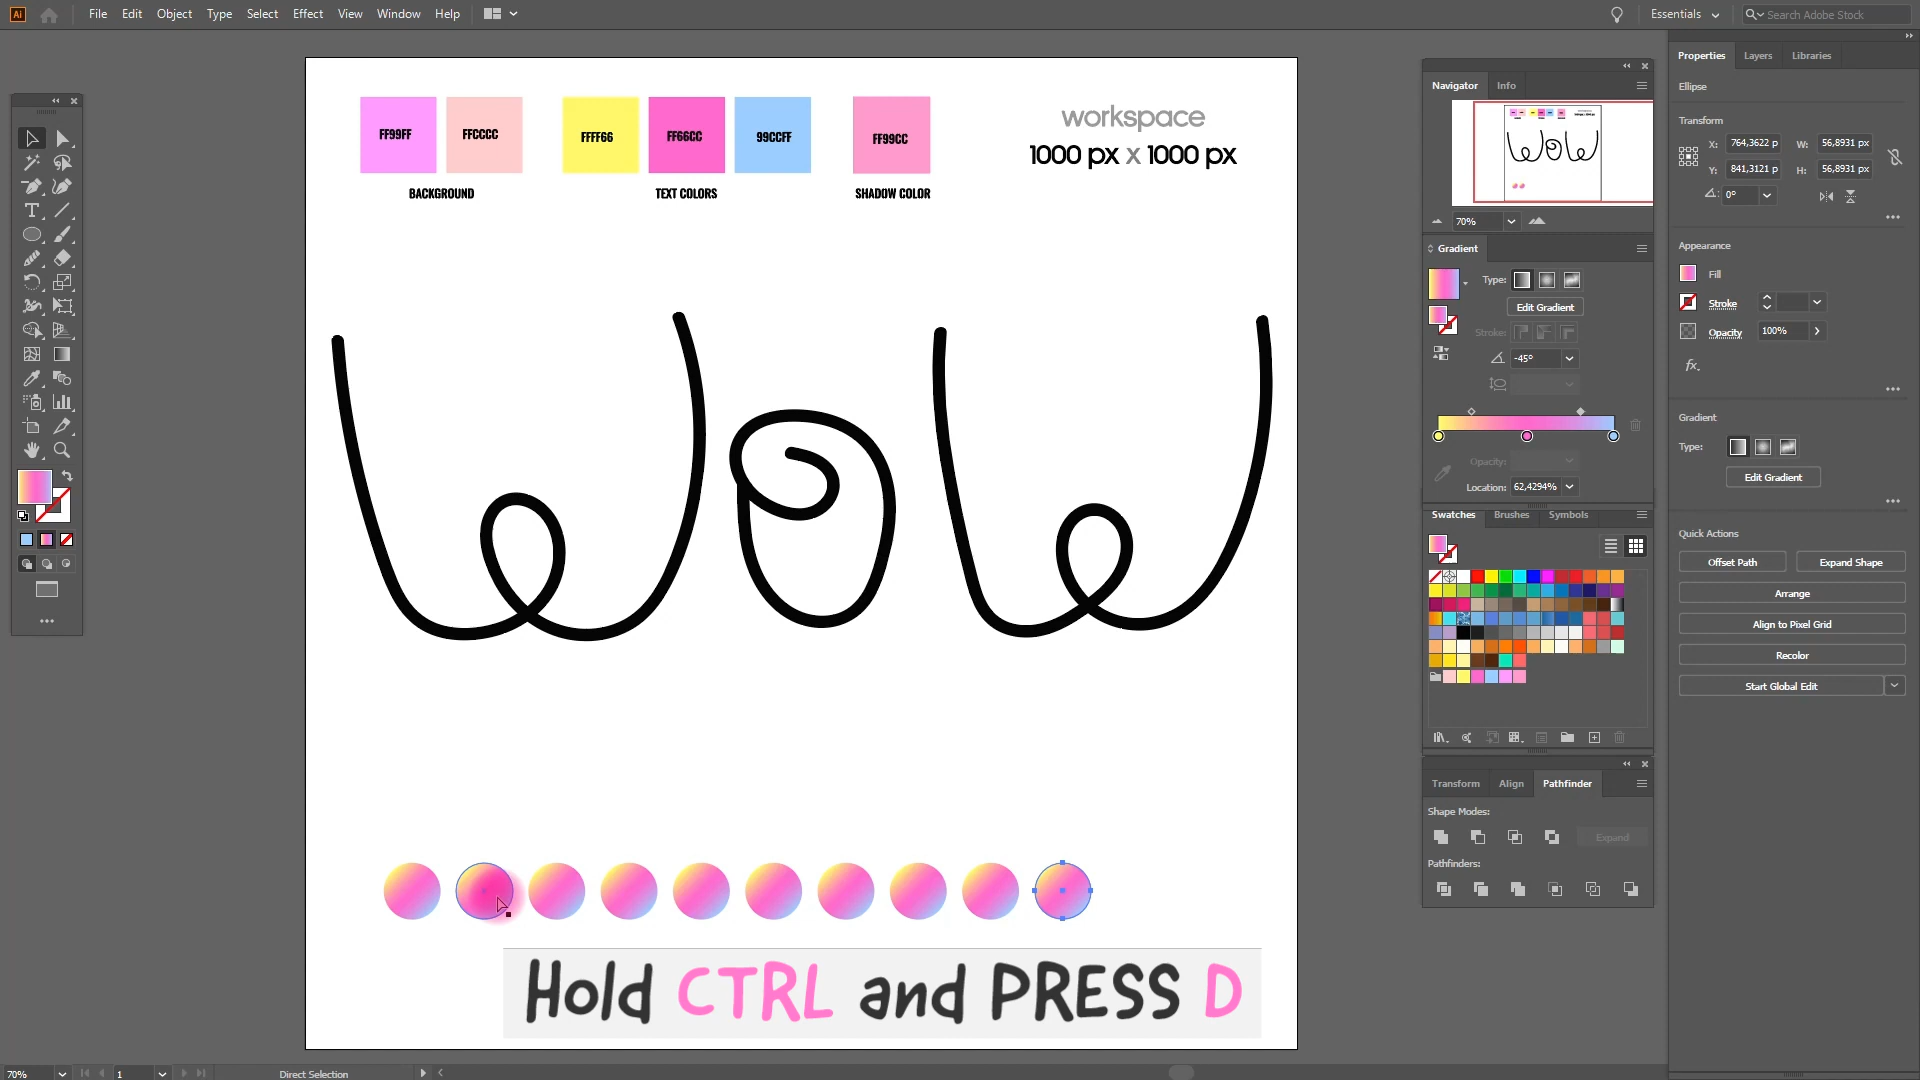 Ai File Edit Object Type Select Effect View Window Help
Essentials
Search Adobe Stock
Properties Layers Libraries
Ellipse
Transform
X: 764,3622 p W: 56,8931 px
Y: 841,3121 p H: 56,8931 px
0°
Appearance
Fill
Stroke
Opacity 100%
fx.
Gradient
Type:
Edit Gradient
Quick Actions
Offset Path Expand Shape
Arrange
Align to Pixel Grid
Recolor
Start Global Edit
Navigator Info
70%
Gradient
Type:
Edit Gradient
Stroke:
-45°
Opacity:
Location: 62,4294%
Swatches Brushes Symbols
Transform Align Pathfinder
Shape Modes:
Expand
Pathfinders:
FF99FF FFCCCC FFFF66 FF66CC 99CCFF FF99CC
BACKGROUND TEXT COLORS SHADOW COLOR
workspace
1000 px x 1000 px
WOW
Hold CTRL and PRESS D
70% 1 Direct Selection